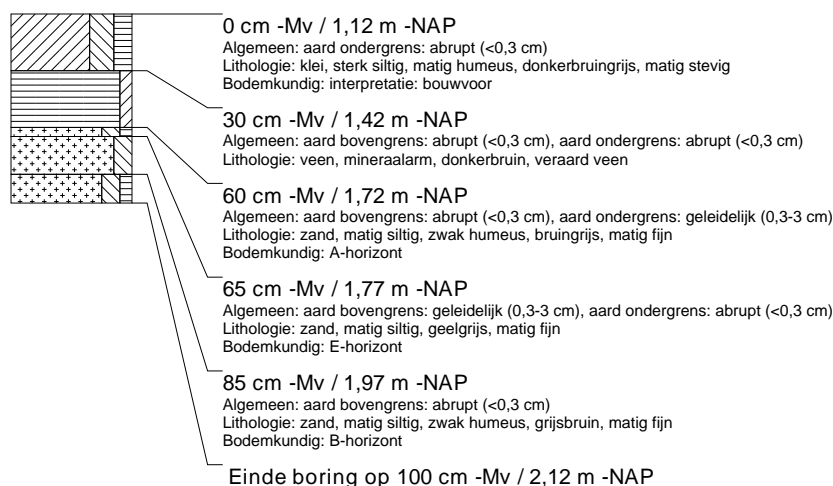 0 cm -Mv / 1,12 m -NAP
Algemeen: aard ondergrens: abrupt (<0,3 cm)
Lithologie: klei, sterk siltig, matig humeus, donkerbruingrijs, matig stevig
Bodemkundig: interpretatie: bouwvoor
30 cm -Mv / 1,42 m -NAP
Algemeen: aard bovengrens: abrupt (<0,3 cm), aard ondergrens: abrupt (<0,3 cm)
Lithologie: veen, mineraalarm, donkerbruin, veraard veen
60 cm -Mv / 1,72 m -NAP
Algemeen: aard bovengrens: abrupt (<0,3 cm), aard ondergrens: geleidelijk (0,3-3 cm)
Lithologie: zand, matig siltig, zwak humeus, bruingrijs, matig fijn
Bodemkundig: A-horizont
65 cm -Mv / 1,77 m -NAP
Algemeen: aard bovengrens: geleidelijk (0,3-3 cm), aard ondergrens: abrupt (<0,3 cm)
Lithologie: zand, matig siltig, geelgrijs, matig fijn
Bodemkundig: E-horizont
85 cm -Mv / 1,97 m -NAP
Algemeen: aard bovengrens: abrupt (<0,3 cm)
Lithologie: zand, matig siltig, zwak humeus, grijsbruin, matig fijn
Bodemkundig: B-horizont
Einde boring op 100 cm -Mv / 2,12 m -NAP